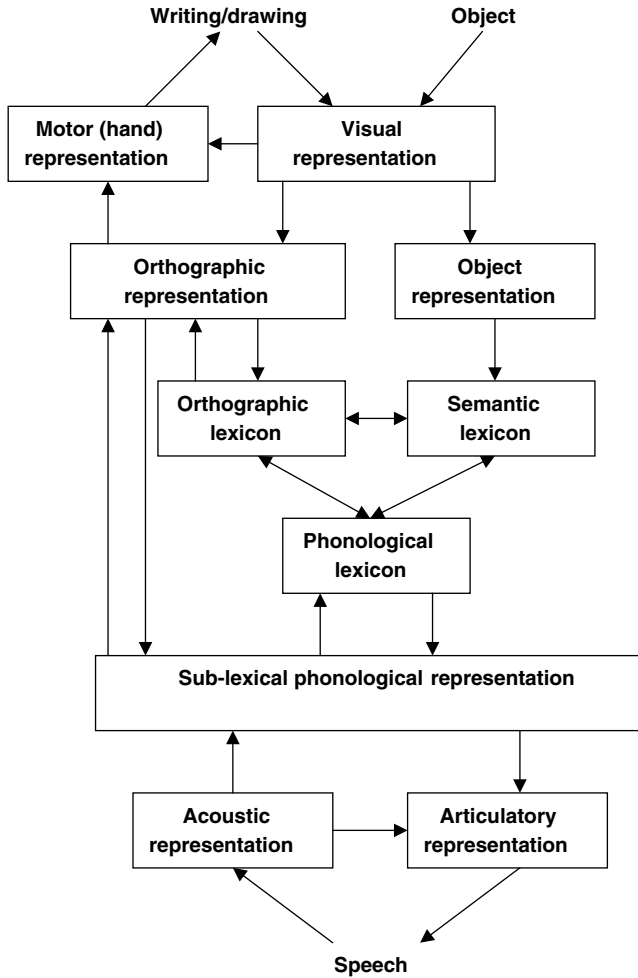 Writing/drawing
Object
Motor (hand)
representation
Visual
representation
Orthographic
representation
Object
representation
Orthographic
lexicon
Semantic
lexicon
Phonological
lexicon
Sub-lexical phonological representation
Acoustic
representation
Articulatory
representation
Speech